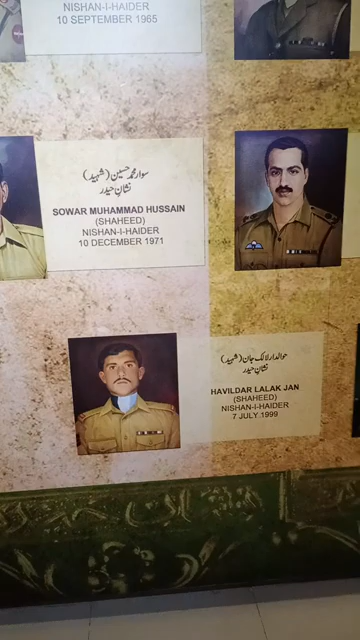 NISHAN-I-HAIDER
10 SEPTEMBER 1965
سوار محمد حسین (شہید)
نشانِ حیدر
SOWAR MUHAMMAD HUSSAIN
(SHAHEED)
NISHAN-I-HAIDER
10 DECEMBER 1971
حوالدار لالک جان (شہید)
نشانِ حیدر
HAVILDAR LALAK JAN
(SHAHEED)
NISHAN-I-HAIDER
7 JULY.1999